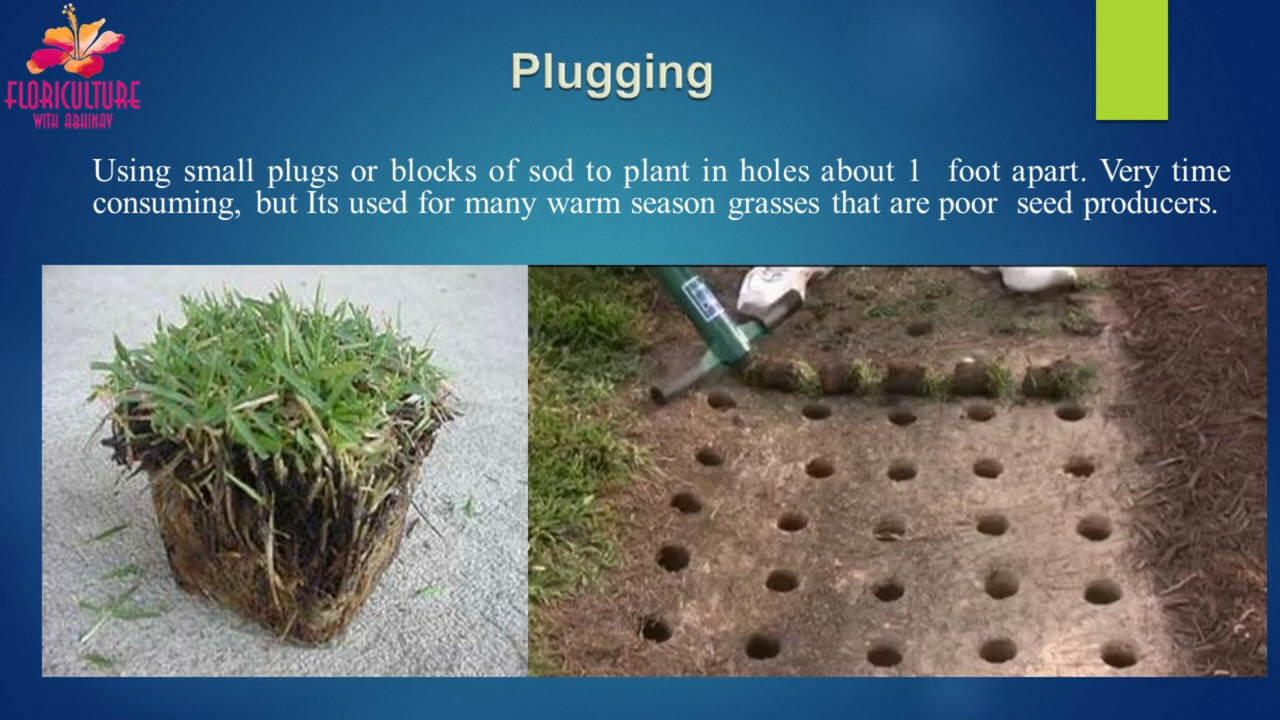 FLORICULTURE
WITH ABHINAV
Plugging
Using small plugs or blocks of sod to plant in holes about 1 foot apart. Very time
consuming, but Its used for many warm season grasses that are poor seed producers.